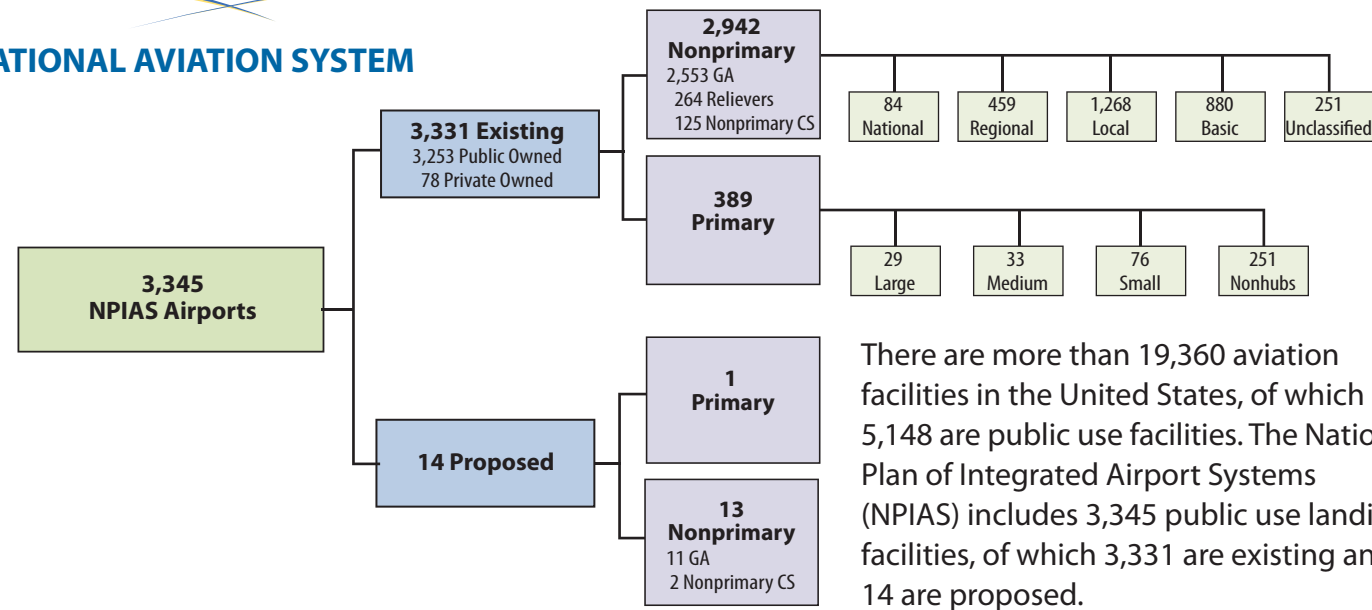 ATIONAL AVIATION SYSTEM
3,345
NPIAS Airports
3,331 Existing
3,253 Public Owned
78 Private Owned
14 Proposed
2,942
Nonprimary
2,553 GA
264 Relievers
125 Nonprimary CS
389
Primary
1
Primary
13
Nonprimary
11 GA
2 Nonprimary CS
84
National
459
Regional
1,268
Local
880
Basic
251
Unclassified
29
Large
33
Medium
76
Small
251
Nonhubs
There are more than 19,360 aviation
facilities in the United States, of which
5,148 are public use facilities. The Natio
Plan of Integrated Airport Systems
(NPIAS) includes 3,345 public use landi
facilities, of which 3,331 are existing an
14 are proposed.